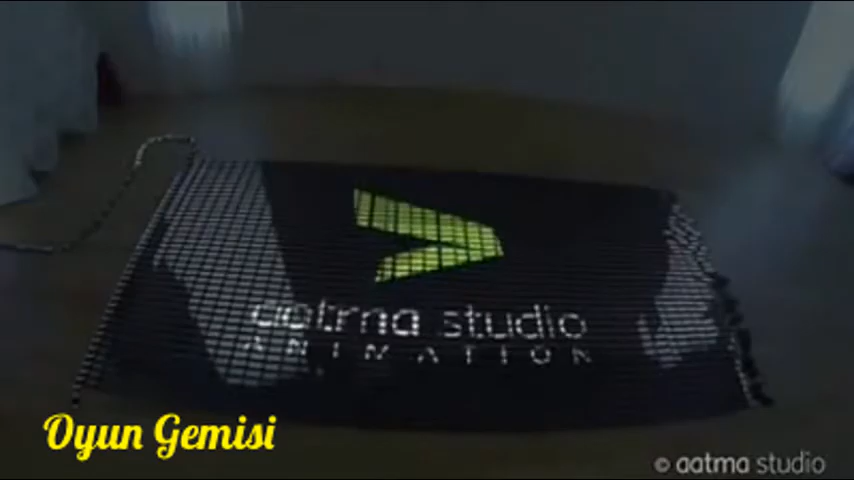 aatma studio
ANIMATION
Oyun Gemisi
© aatma studio